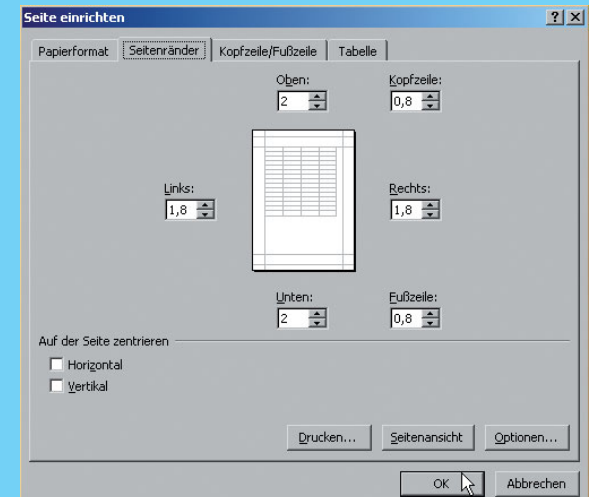 Seite einrichten
Papierformat Seitenränder Kopfzeile/Fußzeile Tabelle
Oben: Kopfzeile:
2 0,8
Links: Rechts:
1,8 1,8
Unten: Fußzeile:
2 0,8
Auf der Seite zentrieren
Horizontal
Vertikal
Drucken... Seitenansicht Optionen...
OK Abbrechen